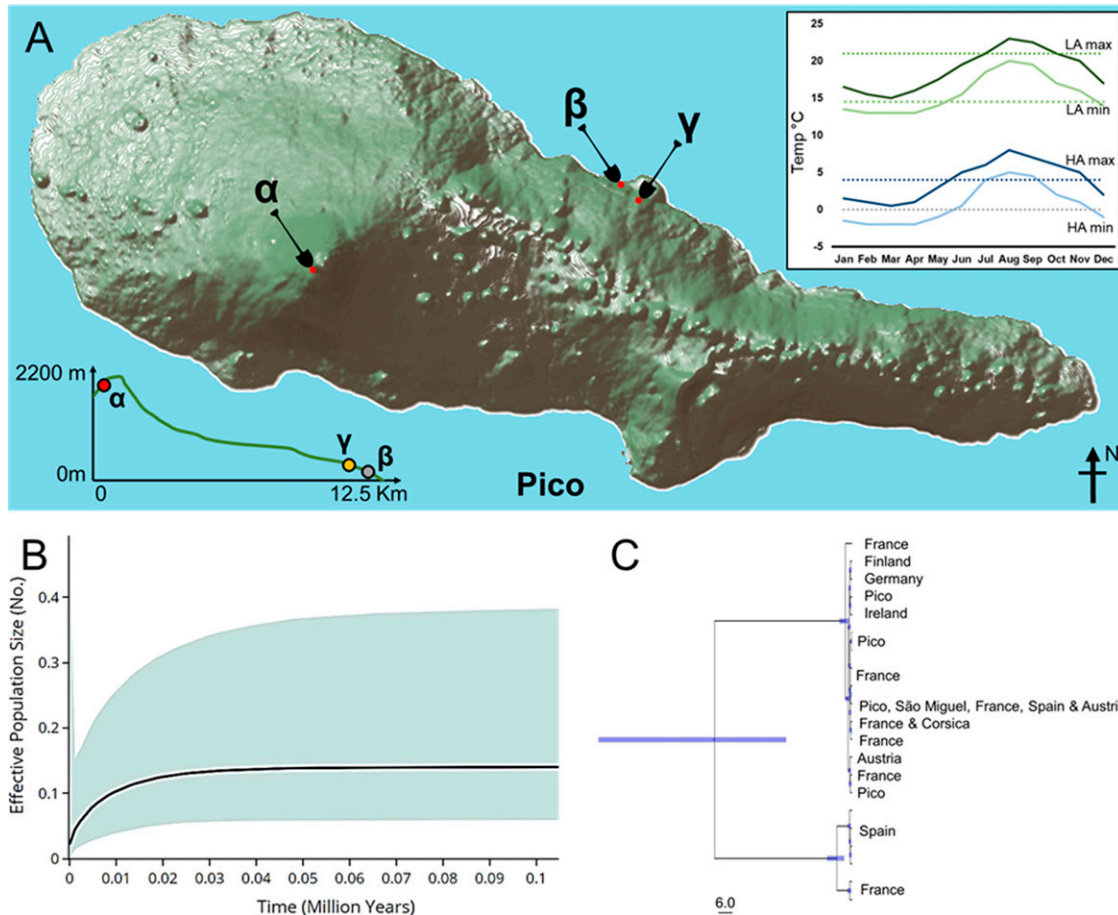 A
β
γ
α
Temp °C
25
20
15
10
5
0
-5
LA max
LA min
HA max
HA min
Jan Feb Mar Apr May Jun Jul Aug Sep Oct Nov Dec
2200 m
α
γ
β
0m
0
12.5 Km
Pico
N
B
Effective Population Size (No.)
0.4
0.3
0.2
0.1
0
0 0.01 0.02 0.03 0.04 0.05 0.06 0.07 0.08 0.09 0.1
Time (Million Years)
C
France
Finland
Germany
Pico
Ireland
Pico
France
Pico, São Miguel, France, Spain & Austri
France & Corsica
France
Austria
France
Pico
Spain
France
6.0